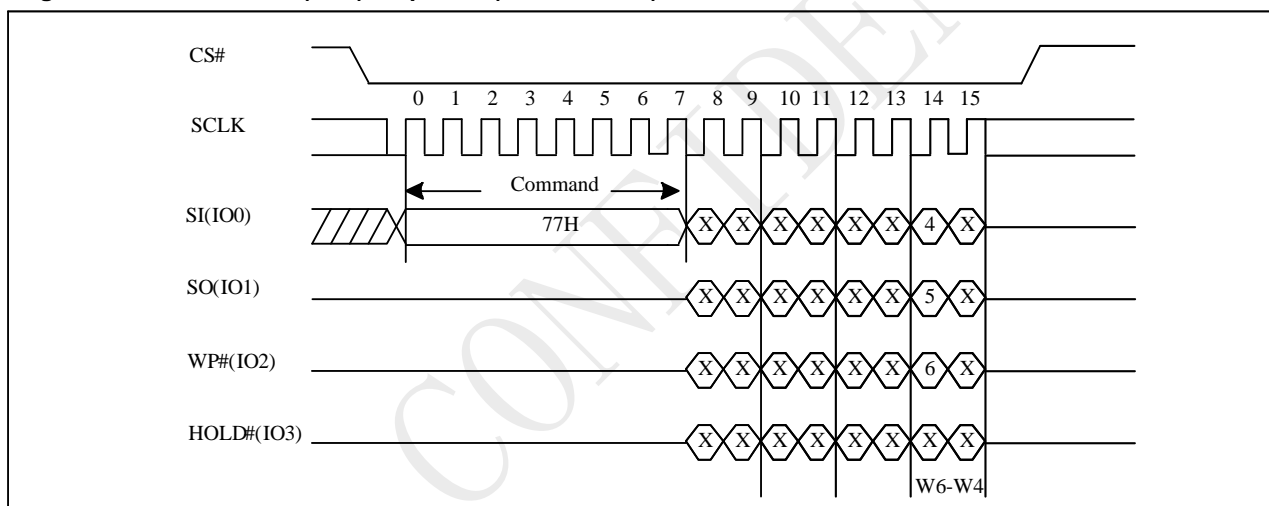 CS#
0 1 2 3 4 5 6 7 8 9 10 11 12 13 14 15
SCLK
Command
SI(IO0)
77H
X X X X X X 4 X
SO(IO1)
X X X X X X 5 X
WP#(IO2)
X X X X X X 6 X
HOLD#(IO3)
X X X X X X X X
W6-W4